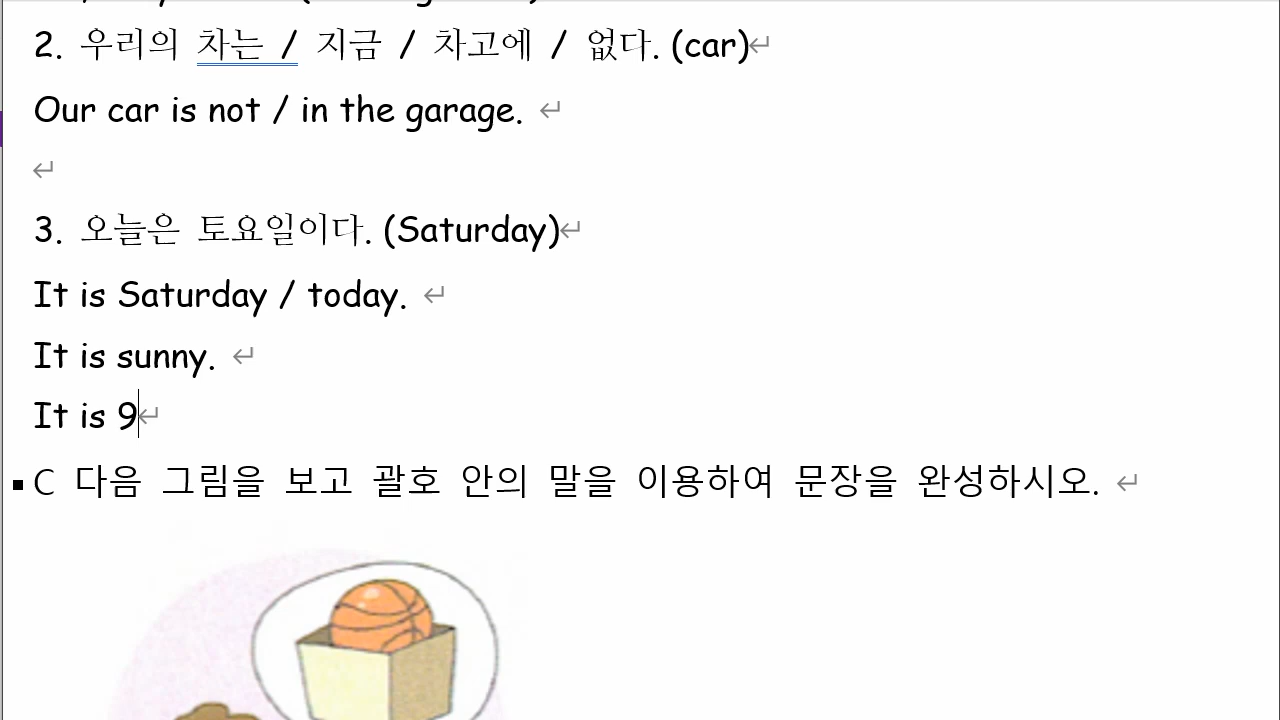 2. 우리의 차는 / 지금 / 차고에 / 없다. (car)
Our car is not / in the garage.
3. 오늘은 토요일이다. (Saturday)
It is Saturday / today.
It is sunny.
It is 9
C 다음 그림을 보고 괄호 안의 말을 이용하여 문장을 완성하시오.